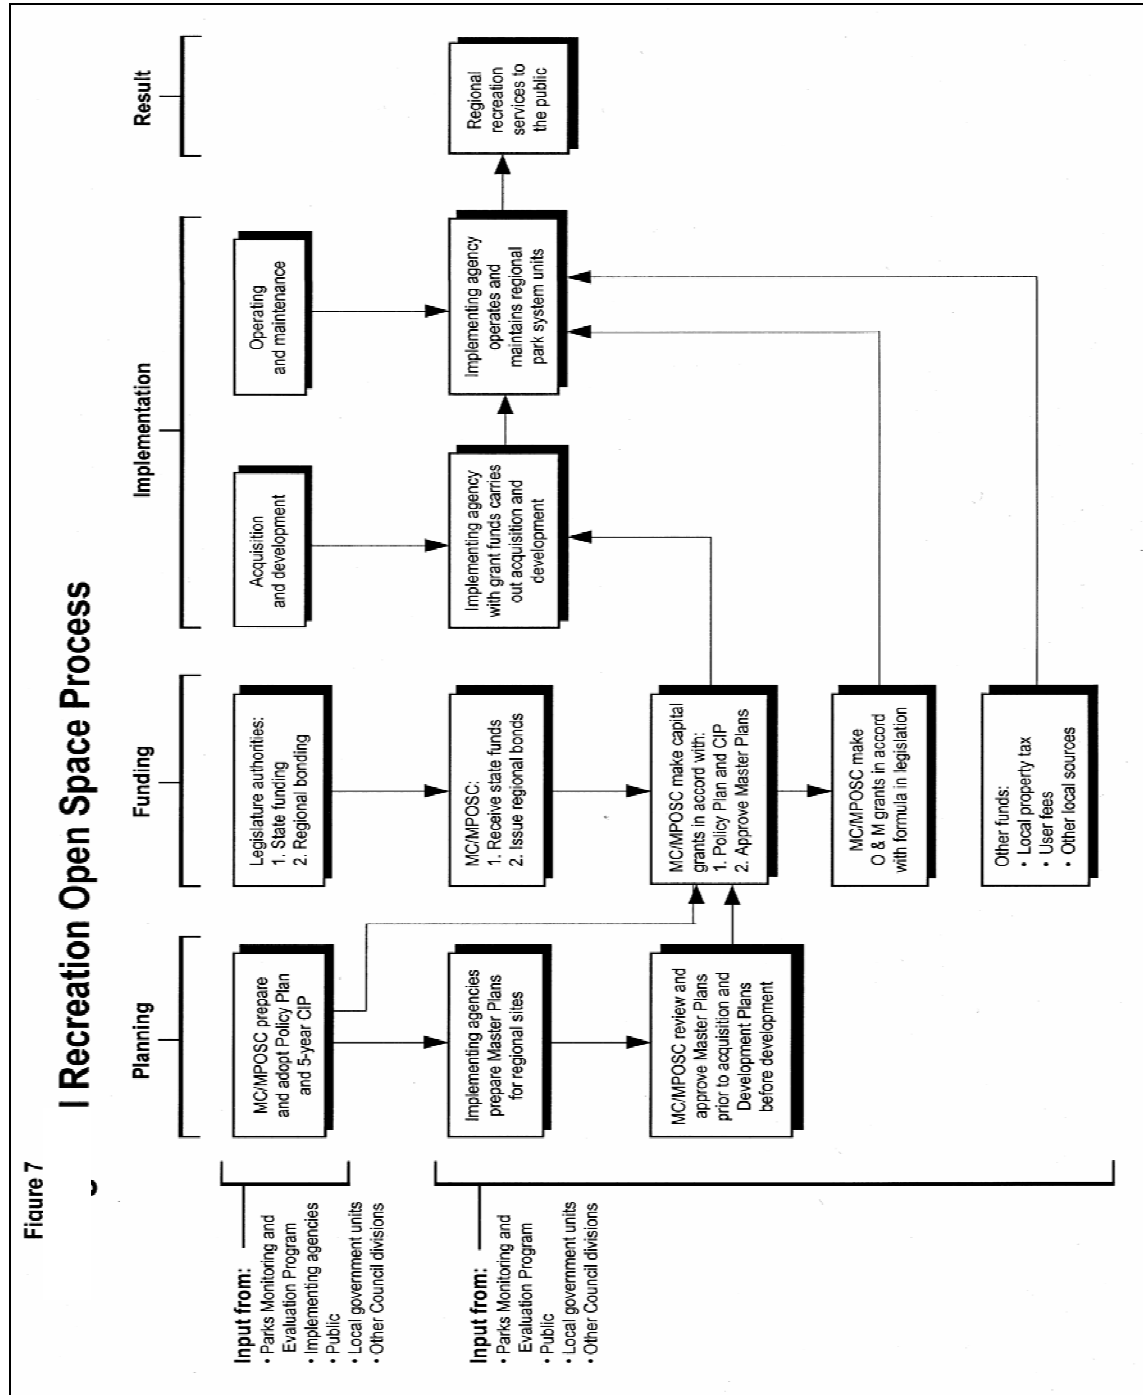 Figure 7
l Recreation Open Space Process
Planning
Funding
Implementation
Result
Input from:
• Parks Monitoring and
Evaluation Program
• Implementing agencies
• Public
• Local government units
• Other Council divisions
MC/MPOSC prepare
and adopt Policy Plan
and 5-year CIP
Legislature authorities:
1. State funding
2. Regional bonding
Acquisition
and development
Operating
and maintenance
Input from:
• Parks Monitoring and
Evaluation Program
• Public
• Local government units
• Other Council divisions
Implementing agencies
prepare Master Plans
for regional sites
MC/MPOSC:
1. Receive state funds
2. Issue regional bonds
Implementing agency
with grant funds carries
out acquisition and
development
Implementing agency
operates and
maintains regional
park system units
Regional
recreation
services to
the public
MC/MPOSC review and
approve Master Plans
prior to acquisition and
Development Plans
before development
MC/MPOSC make capital
grants in accord with:
1. Policy Plan and CIP
2. Approve Master Plans
MC/MPOSC make
O & M grants in accord
with formula in legislation
Other funds:
• Local property tax
• User fees
• Other local sources